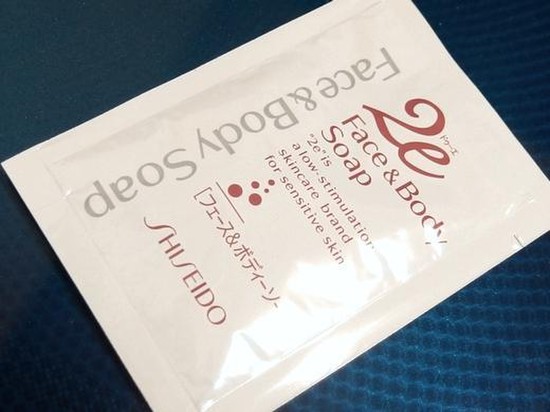 2e
ドゥーエ
Face & Body
Soap
"2e" is
a low-stimulation
skincare brand
for sensitive skin
[フェース&ボディーソー
SHISEIDO
Face&Body Soap